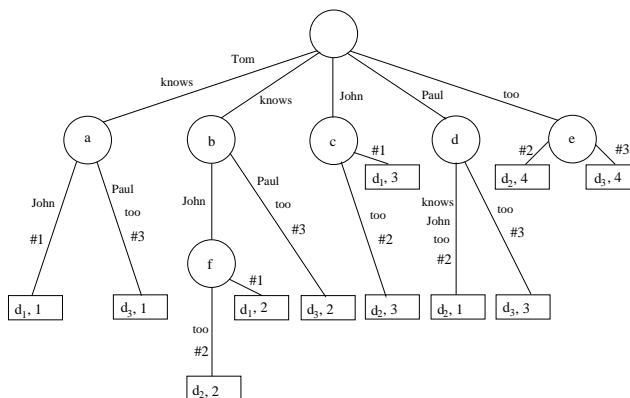 Tom
knows
knows
John
Paul
too
a
b
c
d
e
#1
d₁, 3
#2
#3
d₂, 4
d₃, 4
John
#1
Paul
too
#3
John
Paul
too
#3
too
#2
knows
John
too
#2
too
#3
f
#1
d₁, 1
d₃, 1
d₁, 2
d₃, 2
d₂, 3
d₂, 1
d₃, 3
too
#2
d₂, 2